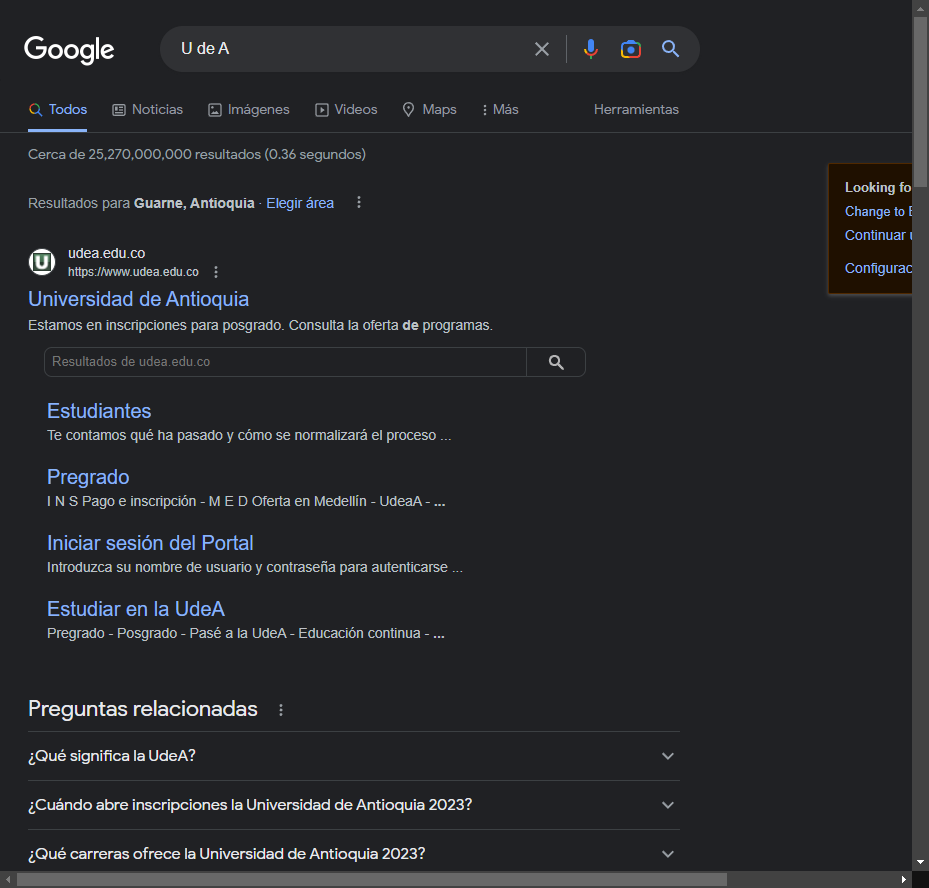 Google
U de A
Todos
Noticias
Imágenes
Videos
Maps
Más
Herramientas
Cerca de 25,270,000,000 resultados (0.36 segundos)
Resultados para Guarne, Antioquia · Elegir área
Looking fo
Change to E
Continuar u
Configurac
U
udea.edu.co
https://www.udea.edu.co
Universidad de Antioquia
Estamos en inscripciones para posgrado. Consulta la oferta de programas.
Resultados de udea.edu.co
Estudiantes
Te contamos qué ha pasado y cómo se normalizará el proceso ...
Pregrado
I N S Pago e inscripción - M E D Oferta en Medellín - UdeaA - ...
Iniciar sesión del Portal
Introduzca su nombre de usuario y contraseña para autenticarse ...
Estudiar en la UdeA
Pregrado - Posgrado - Pasé a la UdeA - Educación continua - ...
Preguntas relacionadas
¿Qué significa la UdeA?
¿Cuándo abre inscripciones la Universidad de Antioquia 2023?
¿Qué carreras ofrece la Universidad de Antioquia 2023?